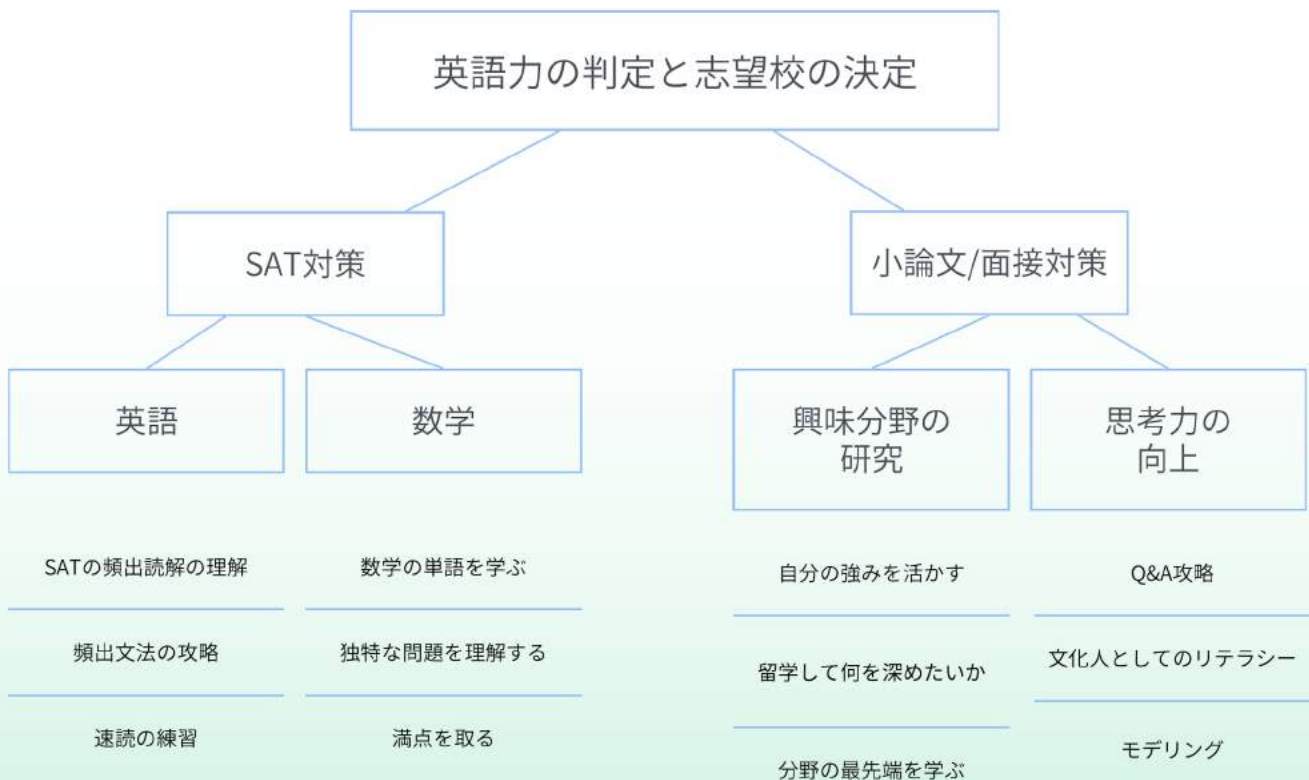 英語力の判定と志望校の決定
SAT対策
小論文/面接対策
英語
数学
興味分野の
研究
思考力の
向上
SATの頻出読解の理解
頻出文法の攻略
速読の練習
数学の単語を学ぶ
独特な問題を理解する
満点を取る
自分の強みを活かす
留学して何を深めたいか
分野の最先端を学ぶ
Q&A攻略
文化人としてのリテラシー
モデリング